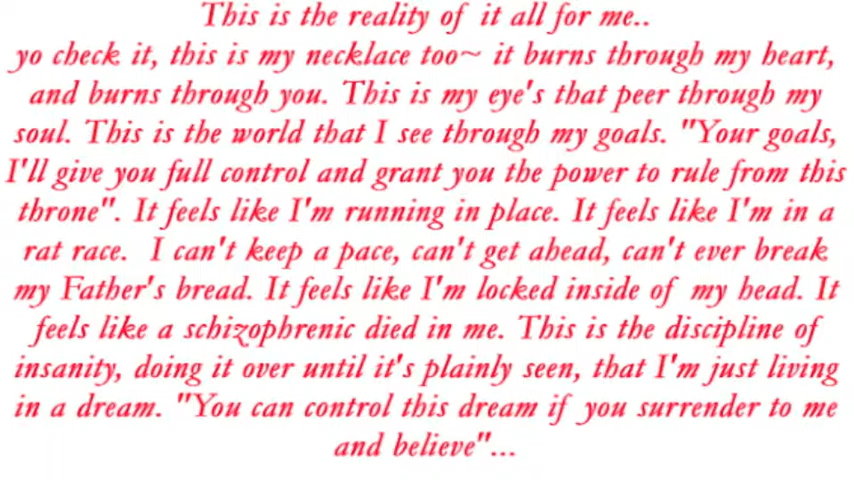 This is the reality of it all for me..
yo check it, this is my necklace too~ it burns through my heart,
and burns through you. This is my eye's that peer through my
soul. This is the world that I see through my goals. "Your goals,
I'll give you full control and grant you the power to rule from this
throne". It feels like I'm running in place. It feels like I'm in a
rat race. I can't keep a pace, can't get ahead, can't ever break
my Father's bread. It feels like I'm locked inside of my head. It
feels like a schizophrenic died in me. This is the discipline of
insanity, doing it over until it's plainly seen, that I'm just living
in a dream. "You can control this dream if you surrender to me
and believe"...